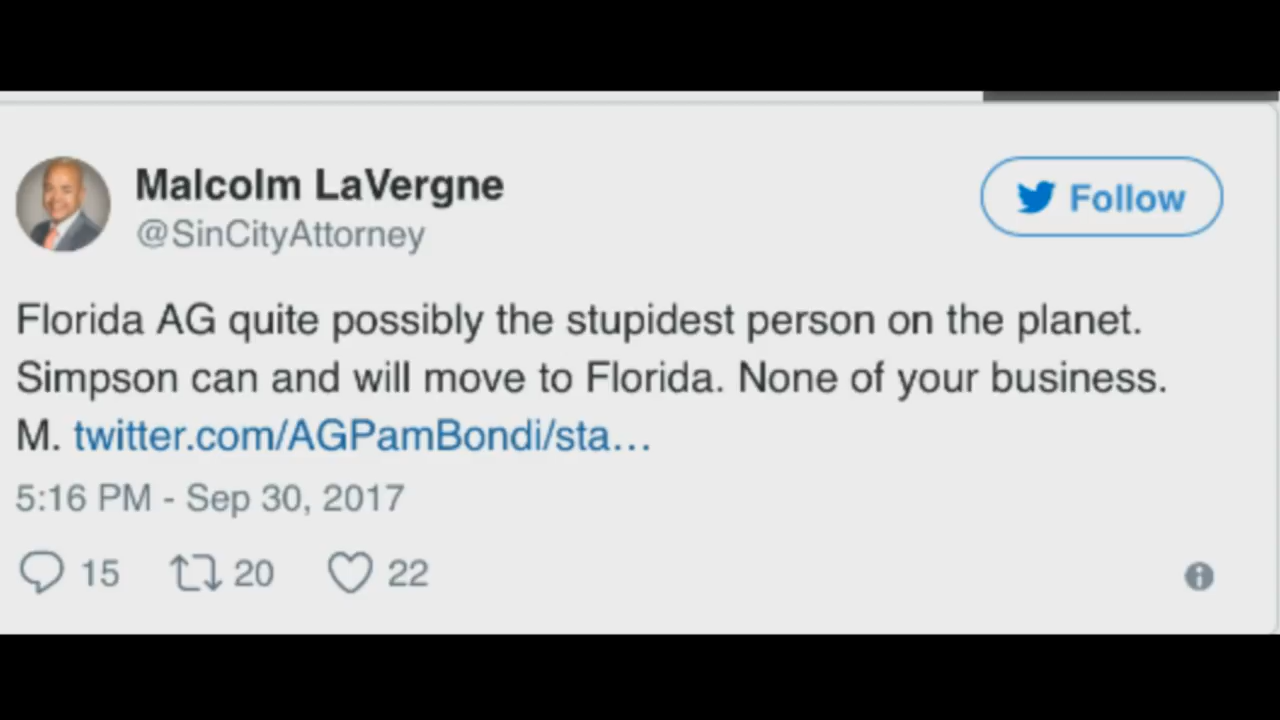 Malcolm LaVergne
@SinCityAttorney
Follow
Florida AG quite possibly the stupidest person on the planet.
Simpson can and will move to Florida. None of your business.
M. twitter.com/AGPamBondi/sta...
5:16 PM - Sep 30, 2017
15 20 22